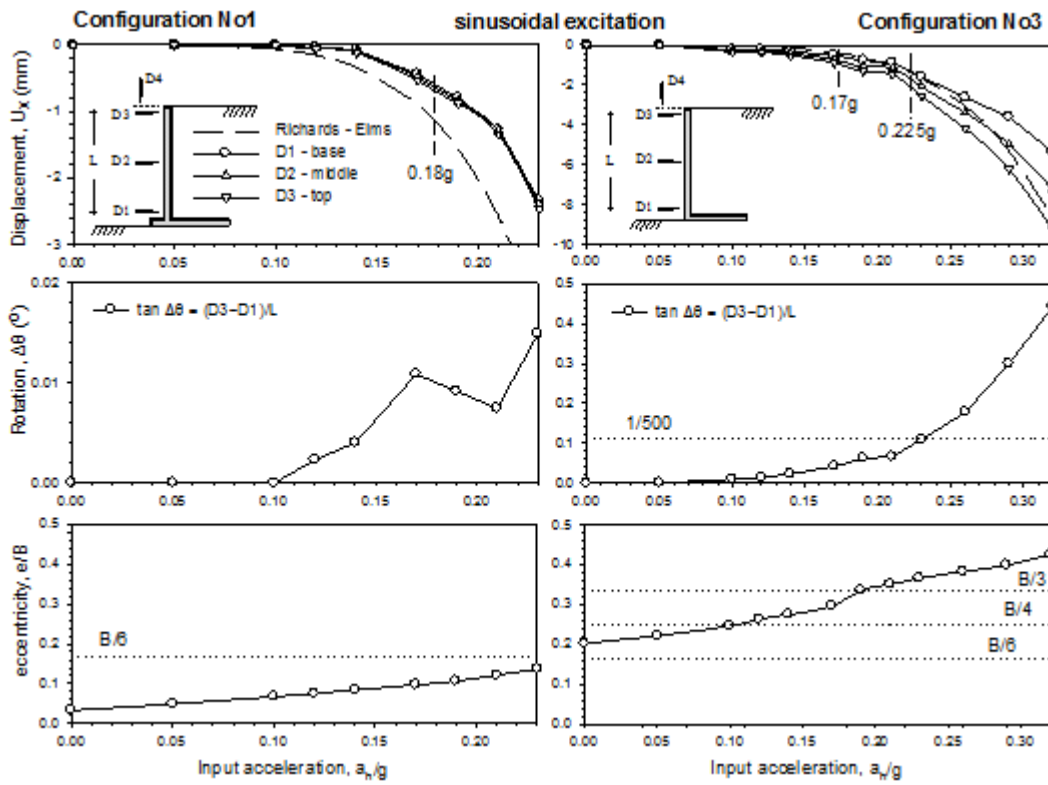 Configuration No1
sinusoidal excitation
Configuration No3
Displacement, Uₓ (mm)
0
-1
-2
-3
D4
D3
L
D2
D1
Richards - Elms
D1 - base
D2 - middle
D3 - top
0.18g
0.00 0.05 0.10 0.15 0.20
0
-2
-4
-6
-8
-10
D4
D3
L
D2
D1
0.17g
0.225g
0.00 0.05 0.10 0.15 0.20 0.25 0.30
Rotation, Δθ (⁰)
0.02
0.01
0.00
tan Δθ = (D3−D1)/L
0.00 0.05 0.10 0.15 0.20
0.5
0.4
0.3
0.2
0.1
0.0
tan Δθ = (D3−D1)/L
1/500
0.00 0.05 0.10 0.15 0.20 0.25 0.30
eccentricity, e/B
0.5
0.4
0.3
0.2
0.1
0.0
B/6
0.00 0.05 0.10 0.15 0.20
Input acceleration, aₕ/g
0.5
0.4
0.3
0.2
0.1
0.0
B/3
B/4
B/6
0.00 0.05 0.10 0.15 0.20 0.25 0.30
Input acceleration, aₕ/g